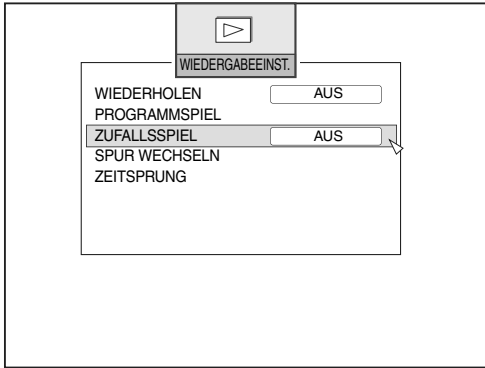 WIEDERGABEEINST.
WIEDERHOLEN AUS
PROGRAMMSPIEL
ZUFALLSSPIEL AUS
SPUR WECHSELN
ZEITSPRUNG